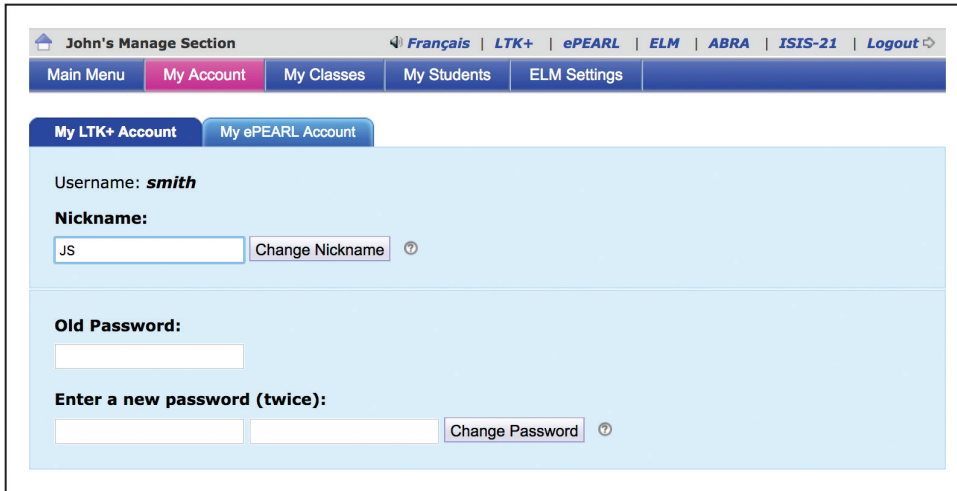 John's Manage Section Français | LTK+ | ePEARL | ELM | ABRA | ISIS-21 | Logout
Main Menu My Account My Classes My Students ELM Settings
My LTK+ Account My ePEARL Account
Username: smith
Nickname:
JS Change Nickname ?
Old Password:
Enter a new password (twice):
Change Password ?